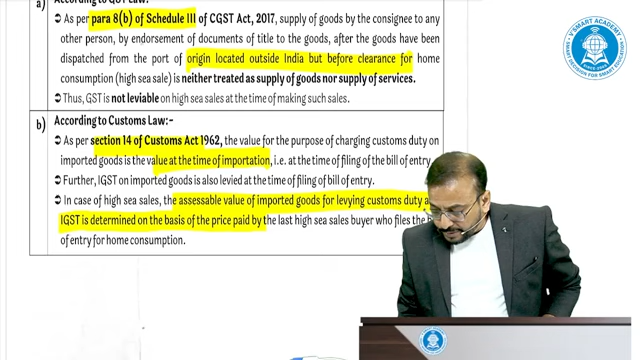 a) According to GST Law:-
➲ As per para 8(b) of Schedule III of CGST Act, 2017, supply of goods by the consignee to any
other person, by endorsement of documents of title to the goods, after the goods have been
dispatched from the port of origin located outside India but before clearance for home
consumption (high sea sale) is neither treated as supply of goods nor supply of services.
➲ Thus, GST is not leviable on high sea sales at the time of making such sales.
b) According to Customs Law:-
➲ As per section 14 of Customs Act 1962, the value for the purpose of charging customs duty on
imported goods is the value at the time of importation, i.e. at the time of filing of the bill of entry.
➲ Further, IGST on imported goods is also levied at the time of filing of bill of entry.
➲ In case of high sea sales, the assessable value of imported goods for levying customs duty
IGST is determined on the basis of the price paid by the last high sea sales buyer who files the
of entry for home consumption.
V'SMART ACADEMY